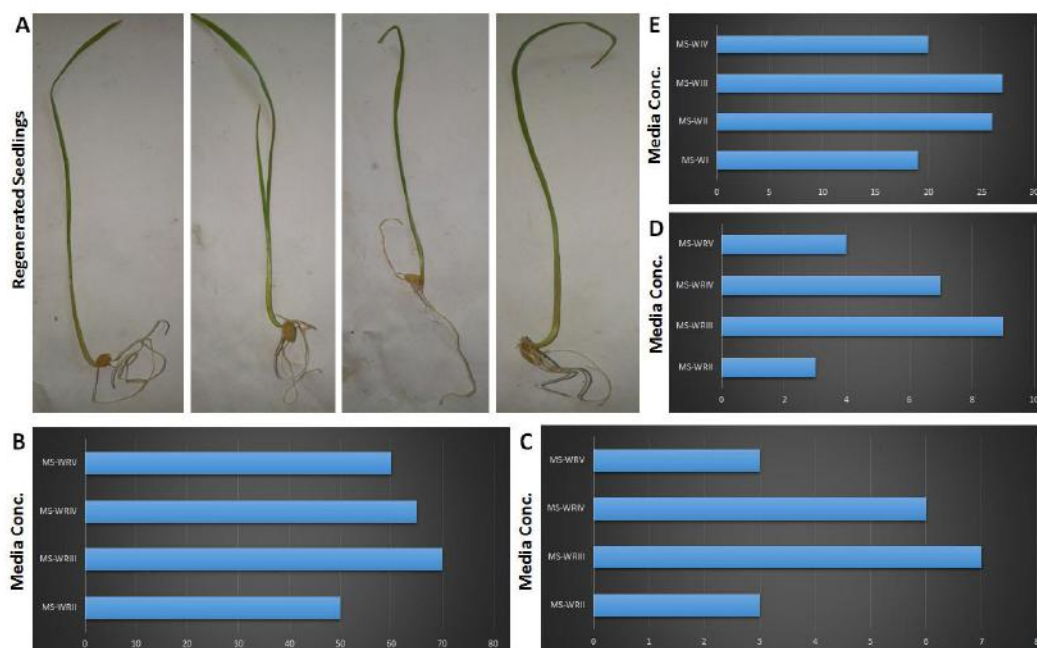 A
Regenerated Seedlings
E
Media Conc.
MS-WIV
MS-WIII
MS-WII
MS-WI
0 5 10 15 20 25 30
D
Media Conc.
MS-WRV
MS-WRIV
MS-WRIII
MS-WRII
0 2 4 6 8 10
B
Media Conc.
MS-WRV
MS-WRIV
MS-WRIII
MS-WRII
0 10 20 30 40 50 60 70 80
C
Media Conc.
MS-WRV
MS-WRIV
MS-WRIII
MS-WRII
0 1 2 3 4 5 6 7 8